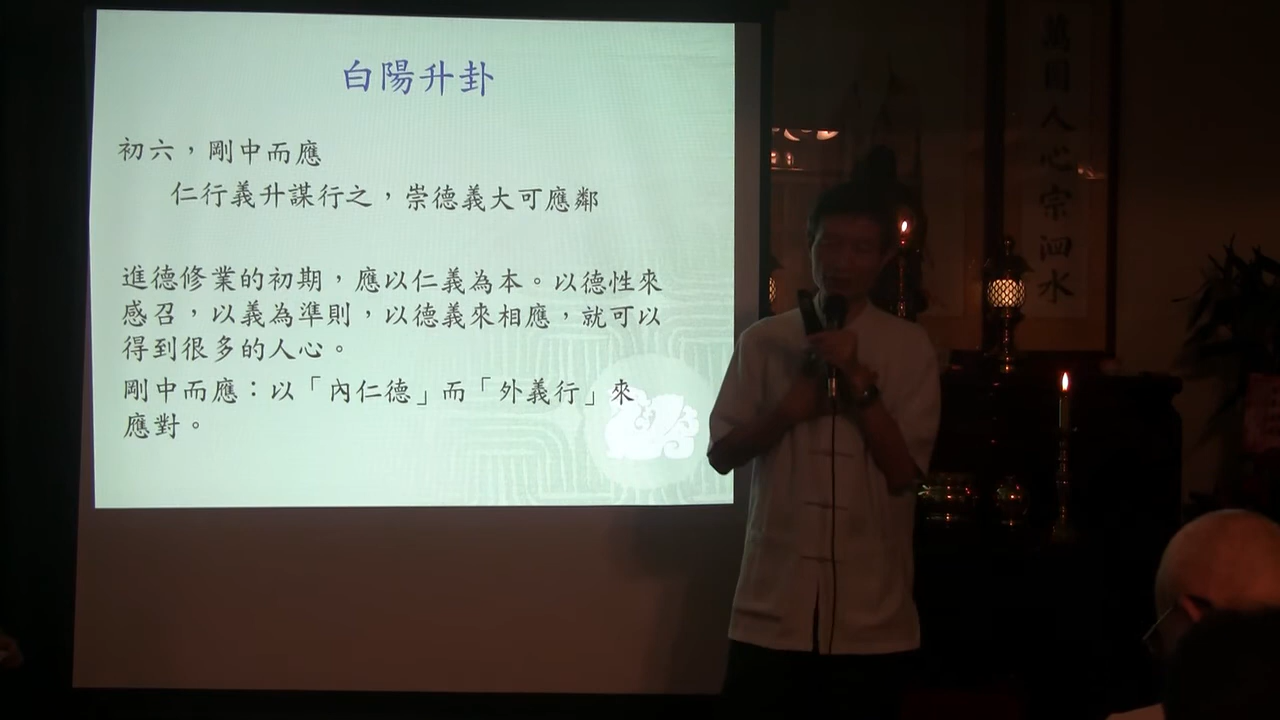 白陽升卦
初六，剛中而應
仁行義升謀行之，崇德義大可應鄰
進德修業的初期，應以仁義為本。以德性來
感召，以義為準則，以德義來相應，就可以
得到很多的人心。
剛中而應：以「內仁德」而「外義行」來
應對。
萬國人心宗泗水